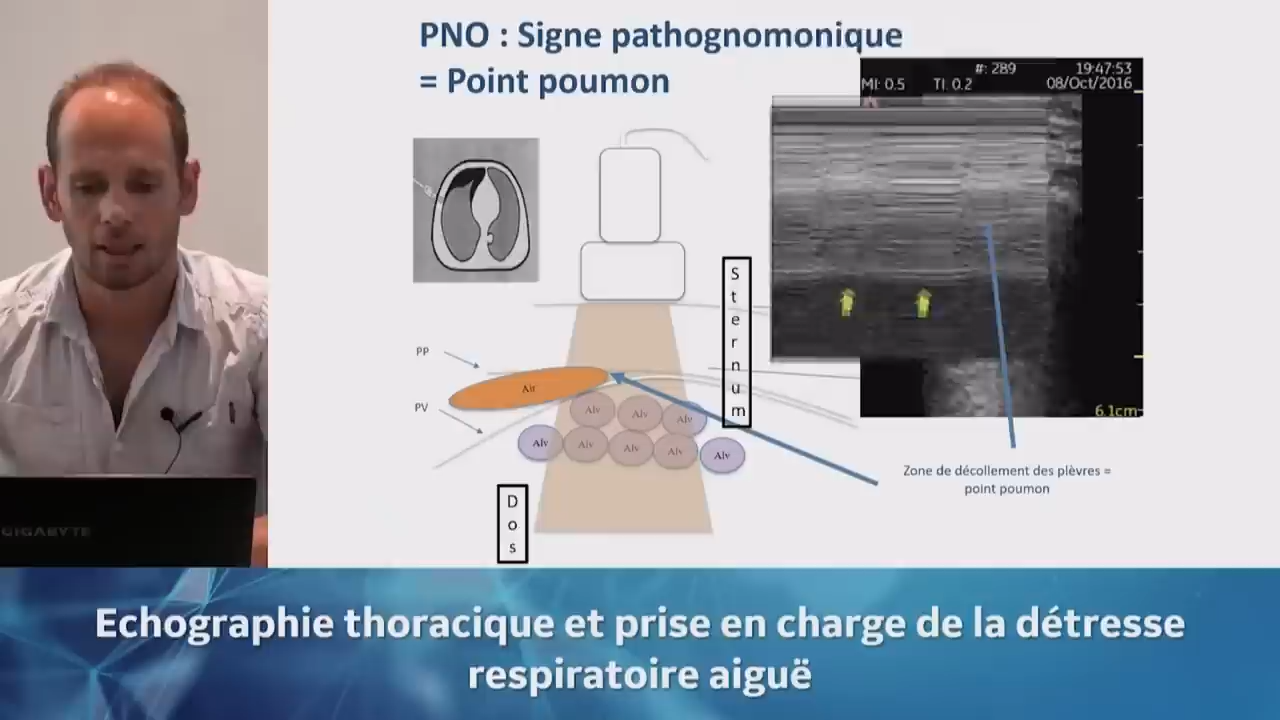 PNO : Signe pathognomonique
= Point poumon
#: 289 19:47:53
MI: 0.5 TI: 0.2 08/Oct/2016
Sternum
PP
Air
PV
Alv Alv Alv
Alv Alv Alv Alv Alv
6.1cm
Zone de décollement des plèvres =
point poumon
Dos
GIGABYTE
Echographie thoracique et prise en charge de la détresse
respiratoire aiguë